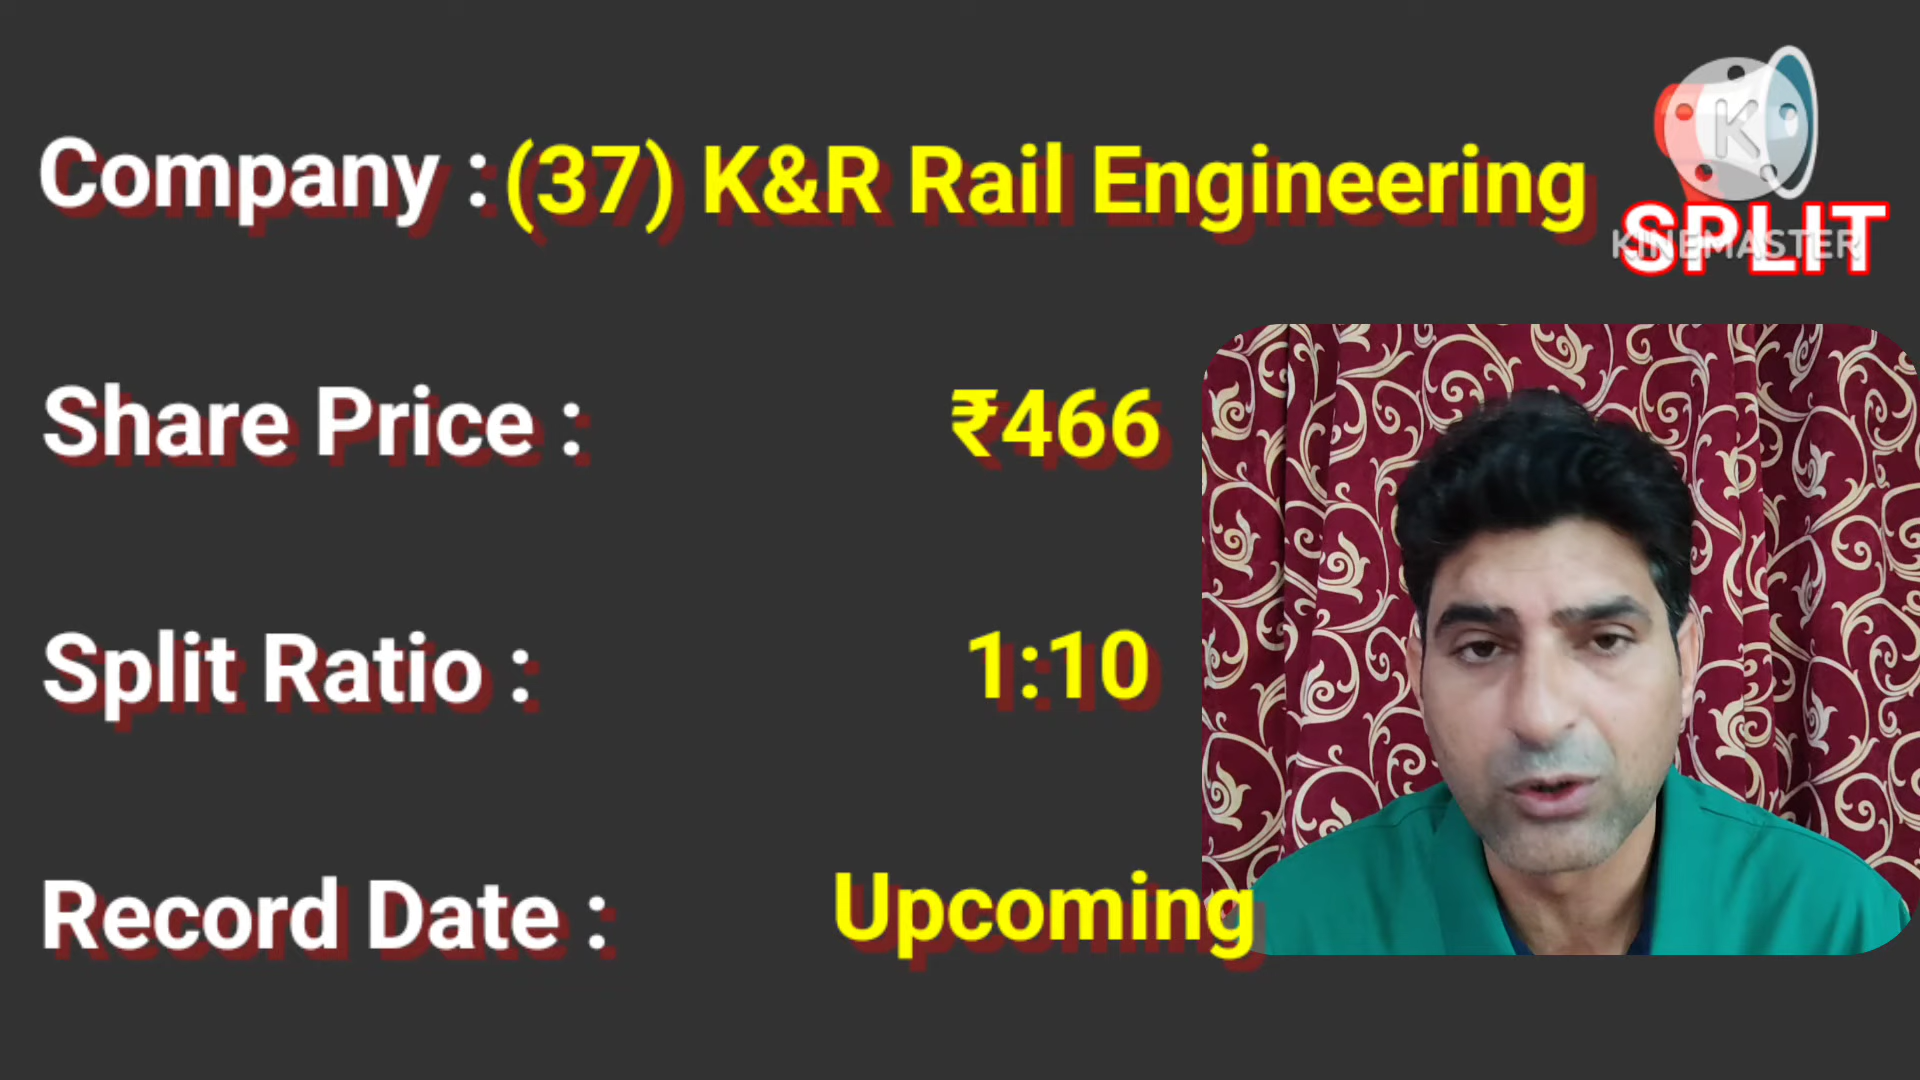 Company : (37) K&R Rail Engineering
K
SPLIT
KINEMASTER
Share Price : ₹466
Split Ratio : 1:10
Record Date : Upcoming